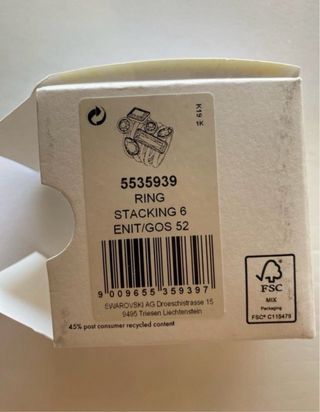 K19 1K
5535939
RING
STACKING 6
ENIT/GOS 52
9 009655 359397
SWAROVSKI AG Droeschistrasse 15
9495 Triesen Liechtenstein
45% post consumer recycled content
FSC
MIX
Packaging
FSC® C115479